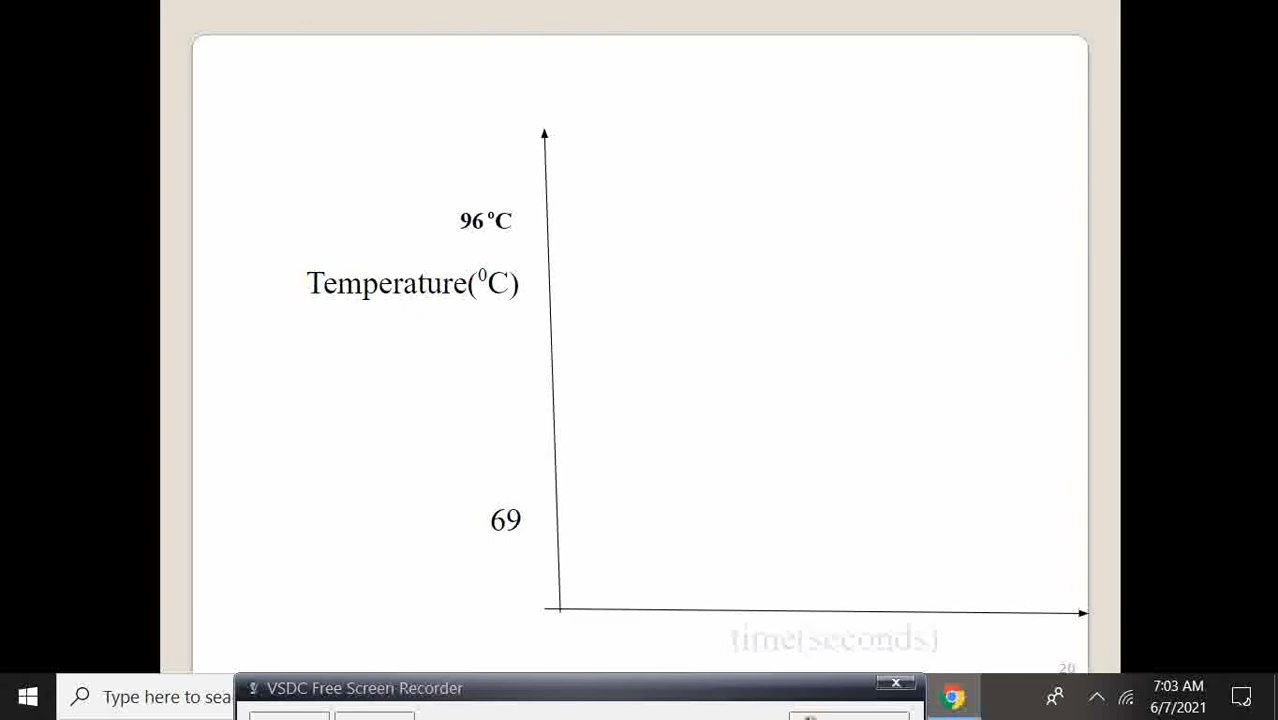 96 °C
Temperature(⁰C)
69
time(seconds)
20
Type here to sea
VSDC Free Screen Recorder
7:03 AM
6/7/2021